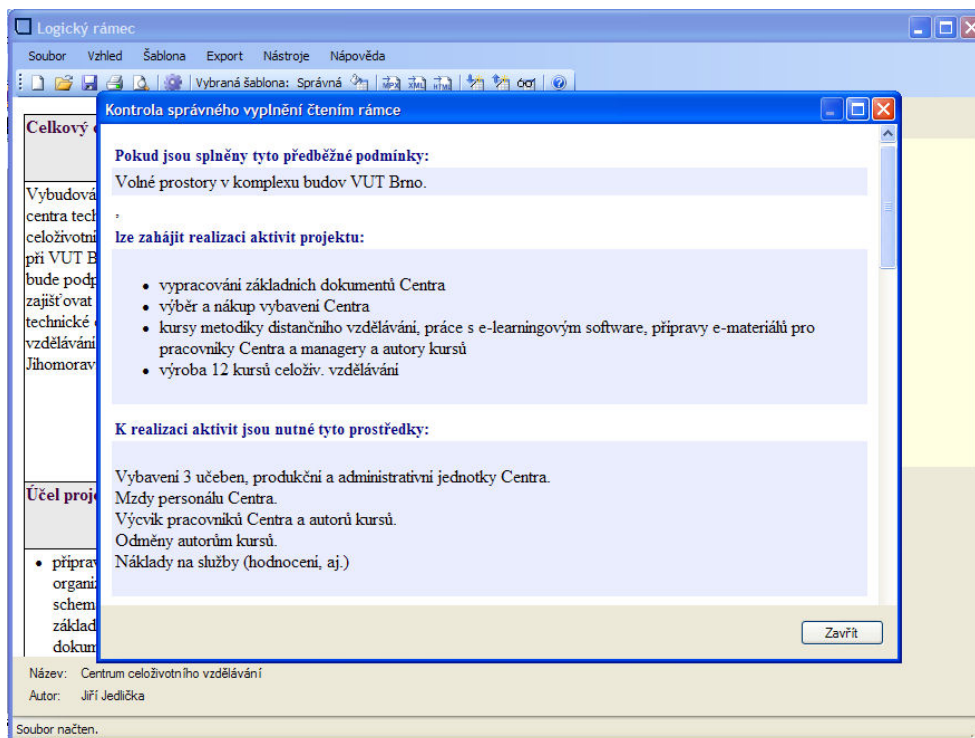 Logický rámec
Soubor Vzhled Šablona Export Nástroje Nápověda
Vybraná šablona: Správná MPX XML HTML
Kontrola správného vyplnění čtením rámce
Celkový
Pokud jsou splněny tyto předběžné podmínky:
Volné prostory v komplexu budov VUT Brno.
,
lze zahájit realizaci aktivit projektu:
• vypracování základních dokumentů Centra
• výběr a nákup vybavení Centra
• kursy metodiky distančního vzdělávání, práce s e-learningovým software, přípravy e-materiálů pro
pracovníky Centra a managery a autory kursů
• výroba 12 kursů celoživ. vzdělávání
K realizaci aktivit jsou nutné tyto prostředky:
Vybavení 3 učeben, produkční a administrativní jednotky Centra.
Mzdy personálu Centra.
Výcvik pracovníků Centra a autorů kursů.
Odměny autorům kursů.
Náklady na služby (hodnocení, aj.)
Zavřít
Vybudová
centra tech
celoživotní
při VUT B
bude podp
zajišťovat
technické
vzdělávání
Jihomorav
Účel proje
• příprav
organiz
schem
základ
dokum
Název: Centrum celoživotního vzdělávání
Autor: Jiří Jedlička
Soubor načten.